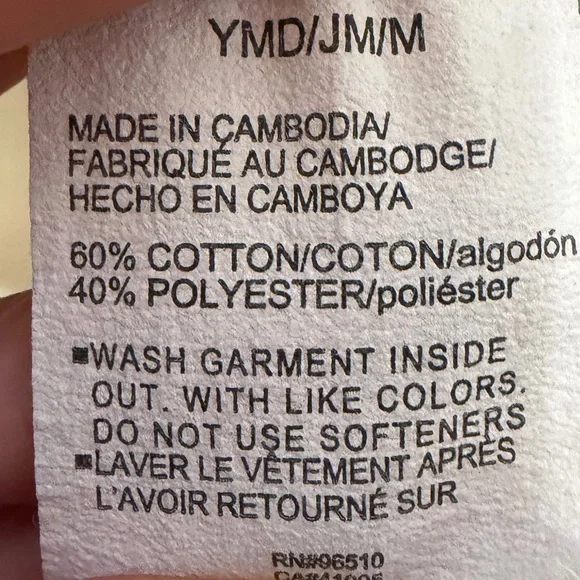 YMD/JM/M
MADE IN CAMBODIA/
FABRIQUÉ AU CAMBODGE/
HECHO EN CAMBOYA
60% COTTON/COTON/algodón
40% POLYESTER/poliéster
▪WASH GARMENT INSIDE
OUT. WITH LIKE COLORS.
DO NOT USE SOFTENERS
▪LAVER LE VÊTEMENT APRÈS
L'AVOIR RETOURNÉ SUR
RN#96510